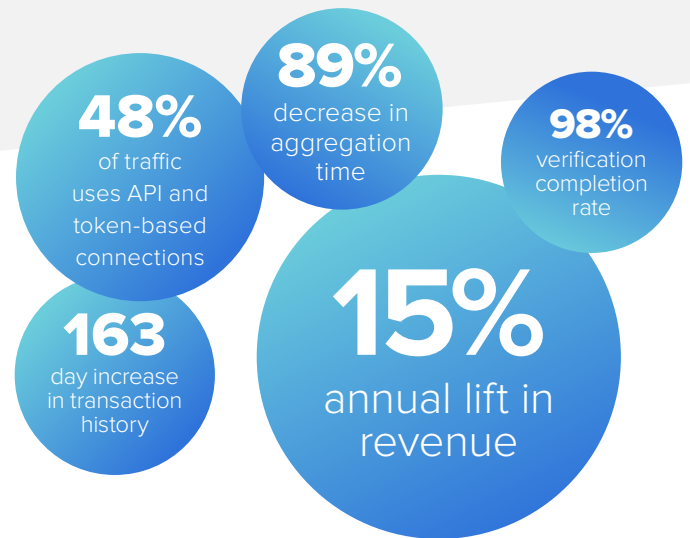 89%
decrease in
aggregation
time
48%
of traffic
uses API and
token-based
connections
98%
verification
completion
rate
163
day increase
in transaction
history
15%
annual lift in
revenue